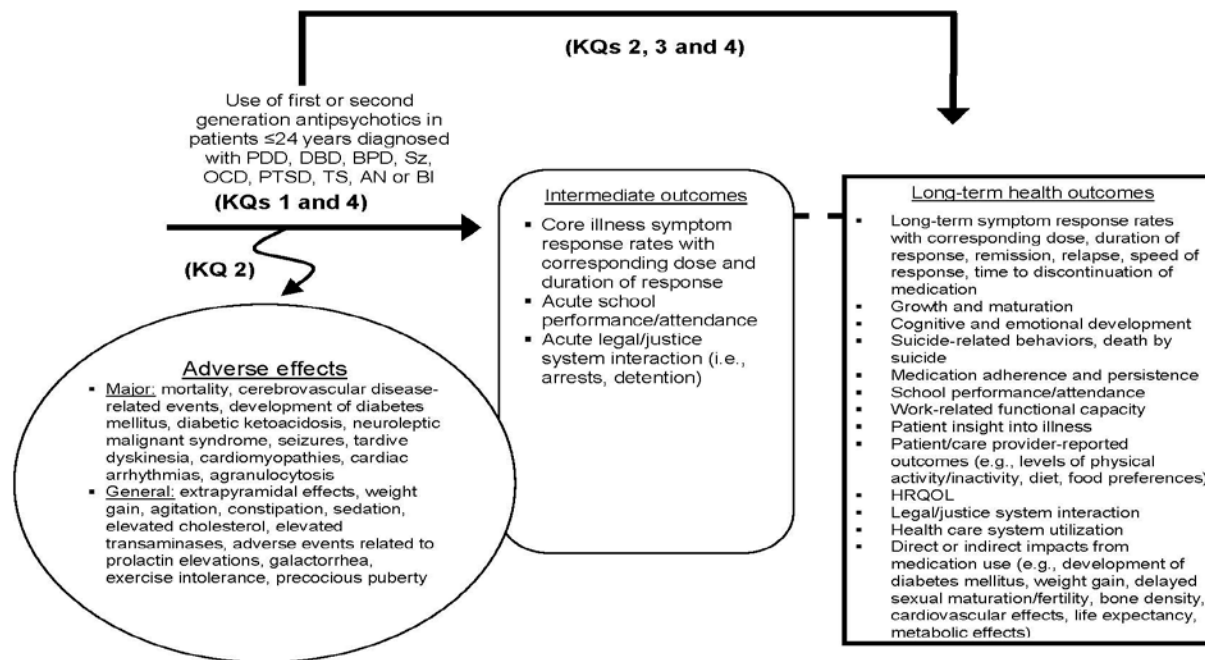 (KQs 2, 3 and 4)
Use of first or second
generation antipsychotics in
patients ≤24 years diagnosed
with PDD, DBD, BPD, Sz,
OCD, PTSD, TS, AN or BI
(KQs 1 and 4)
(KQ 2)
Adverse effects
▪ Major: mortality, cerebrovascular disease-
related events, development of diabetes
mellitus, diabetic ketoacidosis, neuroleptic
malignant syndrome, seizures, tardive
dyskinesia, cardiomyopathies, cardiac
arrhythmias, agranulocytosis
▪ General: extrapyramidal effects, weight
gain, agitation, constipation, sedation,
elevated cholesterol, elevated
transaminases, adverse events related to
prolactin elevations, galactorrhea,
exercise intolerance, precocious puberty
Intermediate outcomes
▪ Core illness symptom
response rates with
corresponding dose and
duration of response
▪ Acute school
performance/attendance
▪ Acute legal/justice
system interaction (i.e.,
arrests, detention)
Long-term health outcomes
▪ Long-term symptom response rates
with corresponding dose, duration of
response, remission, relapse, speed of
response, time to discontinuation of
medication
▪ Growth and maturation
▪ Cognitive and emotional development
▪ Suicide-related behaviors, death by
suicide
▪ Medication adherence and persistence
▪ School performance/attendance
▪ Work-related functional capacity
▪ Patient insight into illness
▪ Patient/care provider-reported
outcomes (e.g., levels of physical
activity/inactivity, diet, food preferences)
▪ HRQOL
▪ Legal/justice system interaction
▪ Health care system utilization
▪ Direct or indirect impacts from
medication use (e.g., development of
diabetes mellitus, weight gain, delayed
sexual maturation/fertility, bone density,
cardiovascular effects, life expectancy,
metabolic effects)